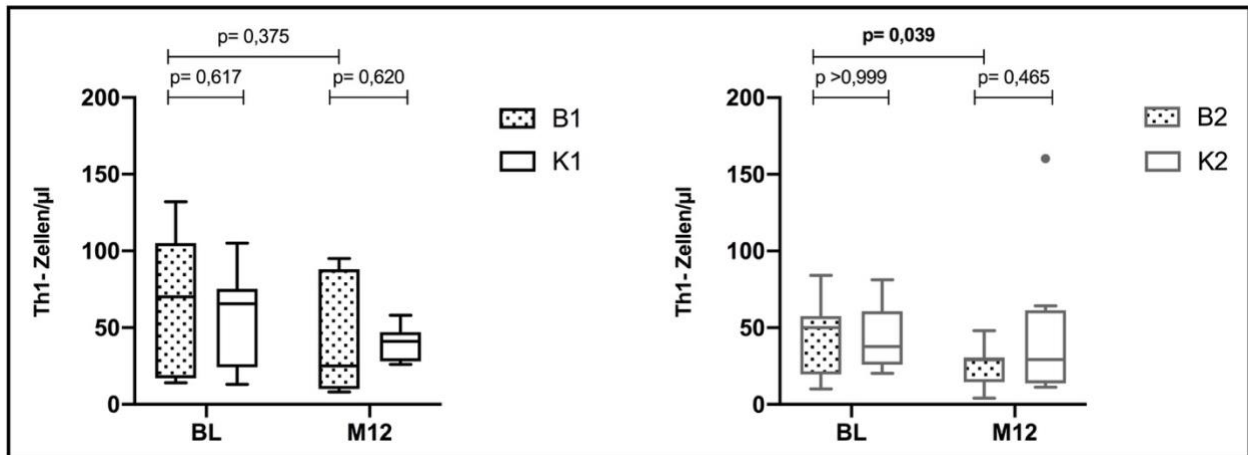 p= 0,375
p= 0,617 p= 0,620
200
150
100
50
0
Th1- Zellen/µl
BL M12
B1
K1
p= 0,039
p >0,999 p= 0,465
200
150
100
50
0
Th1- Zellen/µl
BL M12
B2
K2